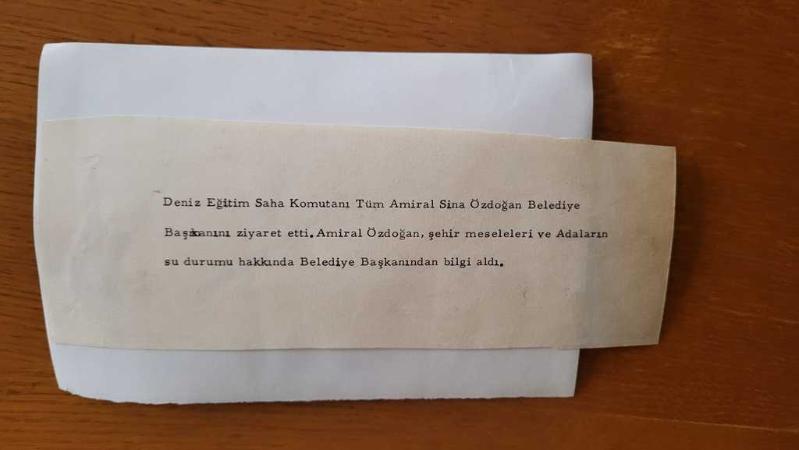 Deniz Eğitim Saha Komutanı Tüm Amiral Sina Özdoğan Belediye
Başkanını ziyaret etti. Amiral Özdoğan, şehir meseleleri ve Adaların
su durumu hakkında Belediye Başkanından bilgi aldı.